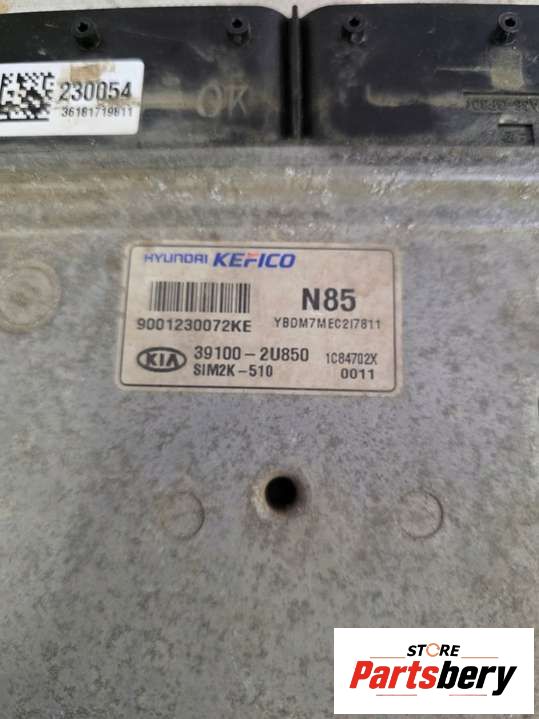 230054
36181719811
OK
HYUNDAI KEFICO
N85
9001230072KE
YBDM7MEC2I7811
KIA
39100-2U850
1C84702X
SIM2K-510
0011
STORE
Partsbery